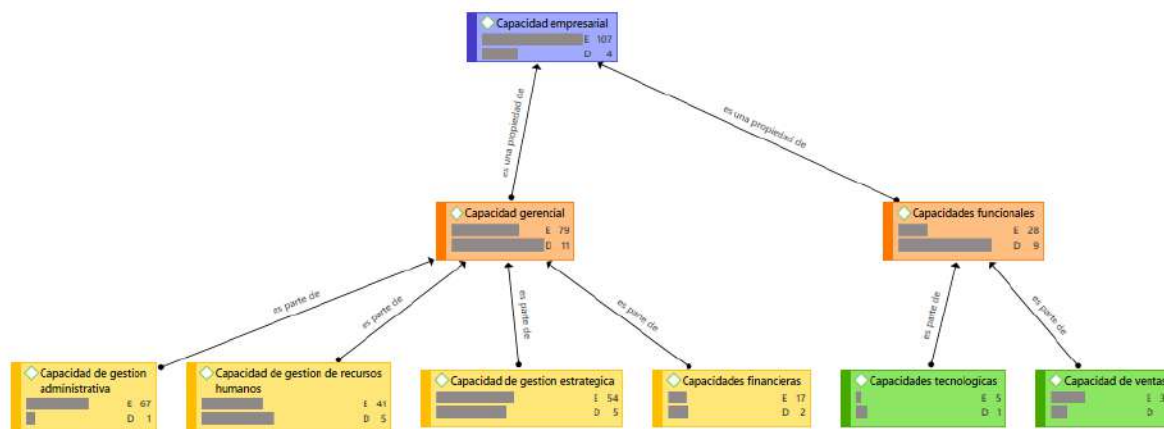 Capacidad empresarial
E 107
D 4
es una propiedad de
es una propiedad de
Capacidad gerencial
E 79
D 11
Capacidades funcionales
E 28
D 9
es parte de
es parte de
es parte de
es parte de
es parte de
es parte de
Capacidad de gestion
administrativa
E 67
D 1
Capacidad de gestion de recursos
humanos
E 41
D 5
Capacidad de gestion estrategica
E 54
D 5
Capacidades financieras
E 17
D 2
Capacidades tecnologicas
E 5
D 1
Capacidad de ventas
E
D